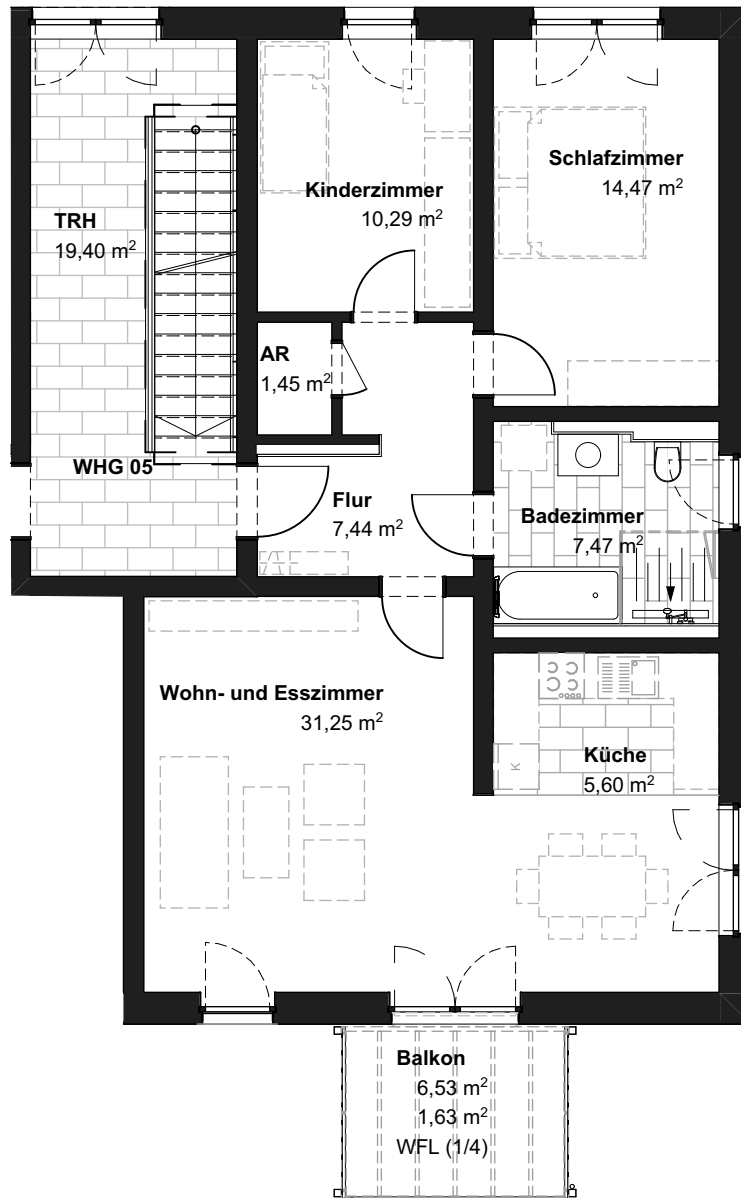 Schlafzimmer
14,47 m²
Kinderzimmer
10,29 m²
TRH
19,40 m²
AR
1,45 m²
WHG 05
Flur
7,44 m²
Badezimmer
7,47 m²
Wohn- und Esszimmer
31,25 m²
Küche
5,60 m²
K
Balkon
6,53 m²
1,63 m²
WFL (1/4)